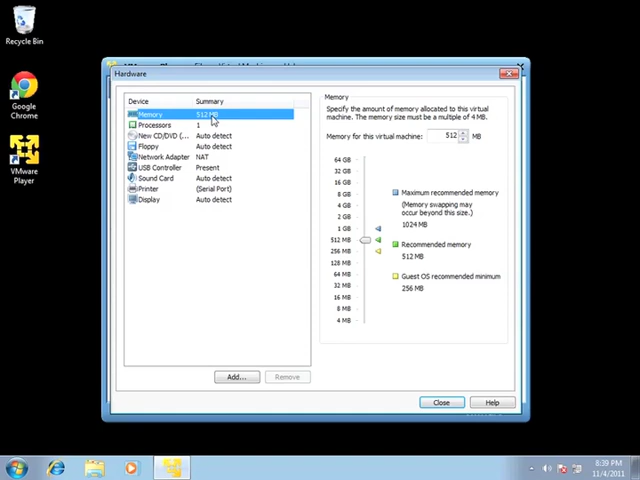 Recycle Bin
Google
Chrome
VMware
Player
Hardware
Device Summary
Memory 512 MB
Processors 1
New CD/DVD (... Auto detect
Floppy Auto detect
Network Adapter NAT
USB Controller Present
Sound Card Auto detect
Printer (Serial Port)
Display Auto detect
Add...
Remove
Memory
Specify the amount of memory allocated to this virtual
machine. The memory size must be a multiple of 4 MB.
Memory for this virtual machine: 512 MB
64 GB
32 GB
16 GB
8 GB
4 GB
2 GB
1 GB
512 MB
256 MB
128 MB
64 MB
32 MB
16 MB
8 MB
4 MB
Maximum recommended memory
(Memory swapping may
occur beyond this size.)
1024 MB
Recommended memory
512 MB
Guest OS recommended minimum
256 MB
Close
Help
8:39 PM
11/4/2011